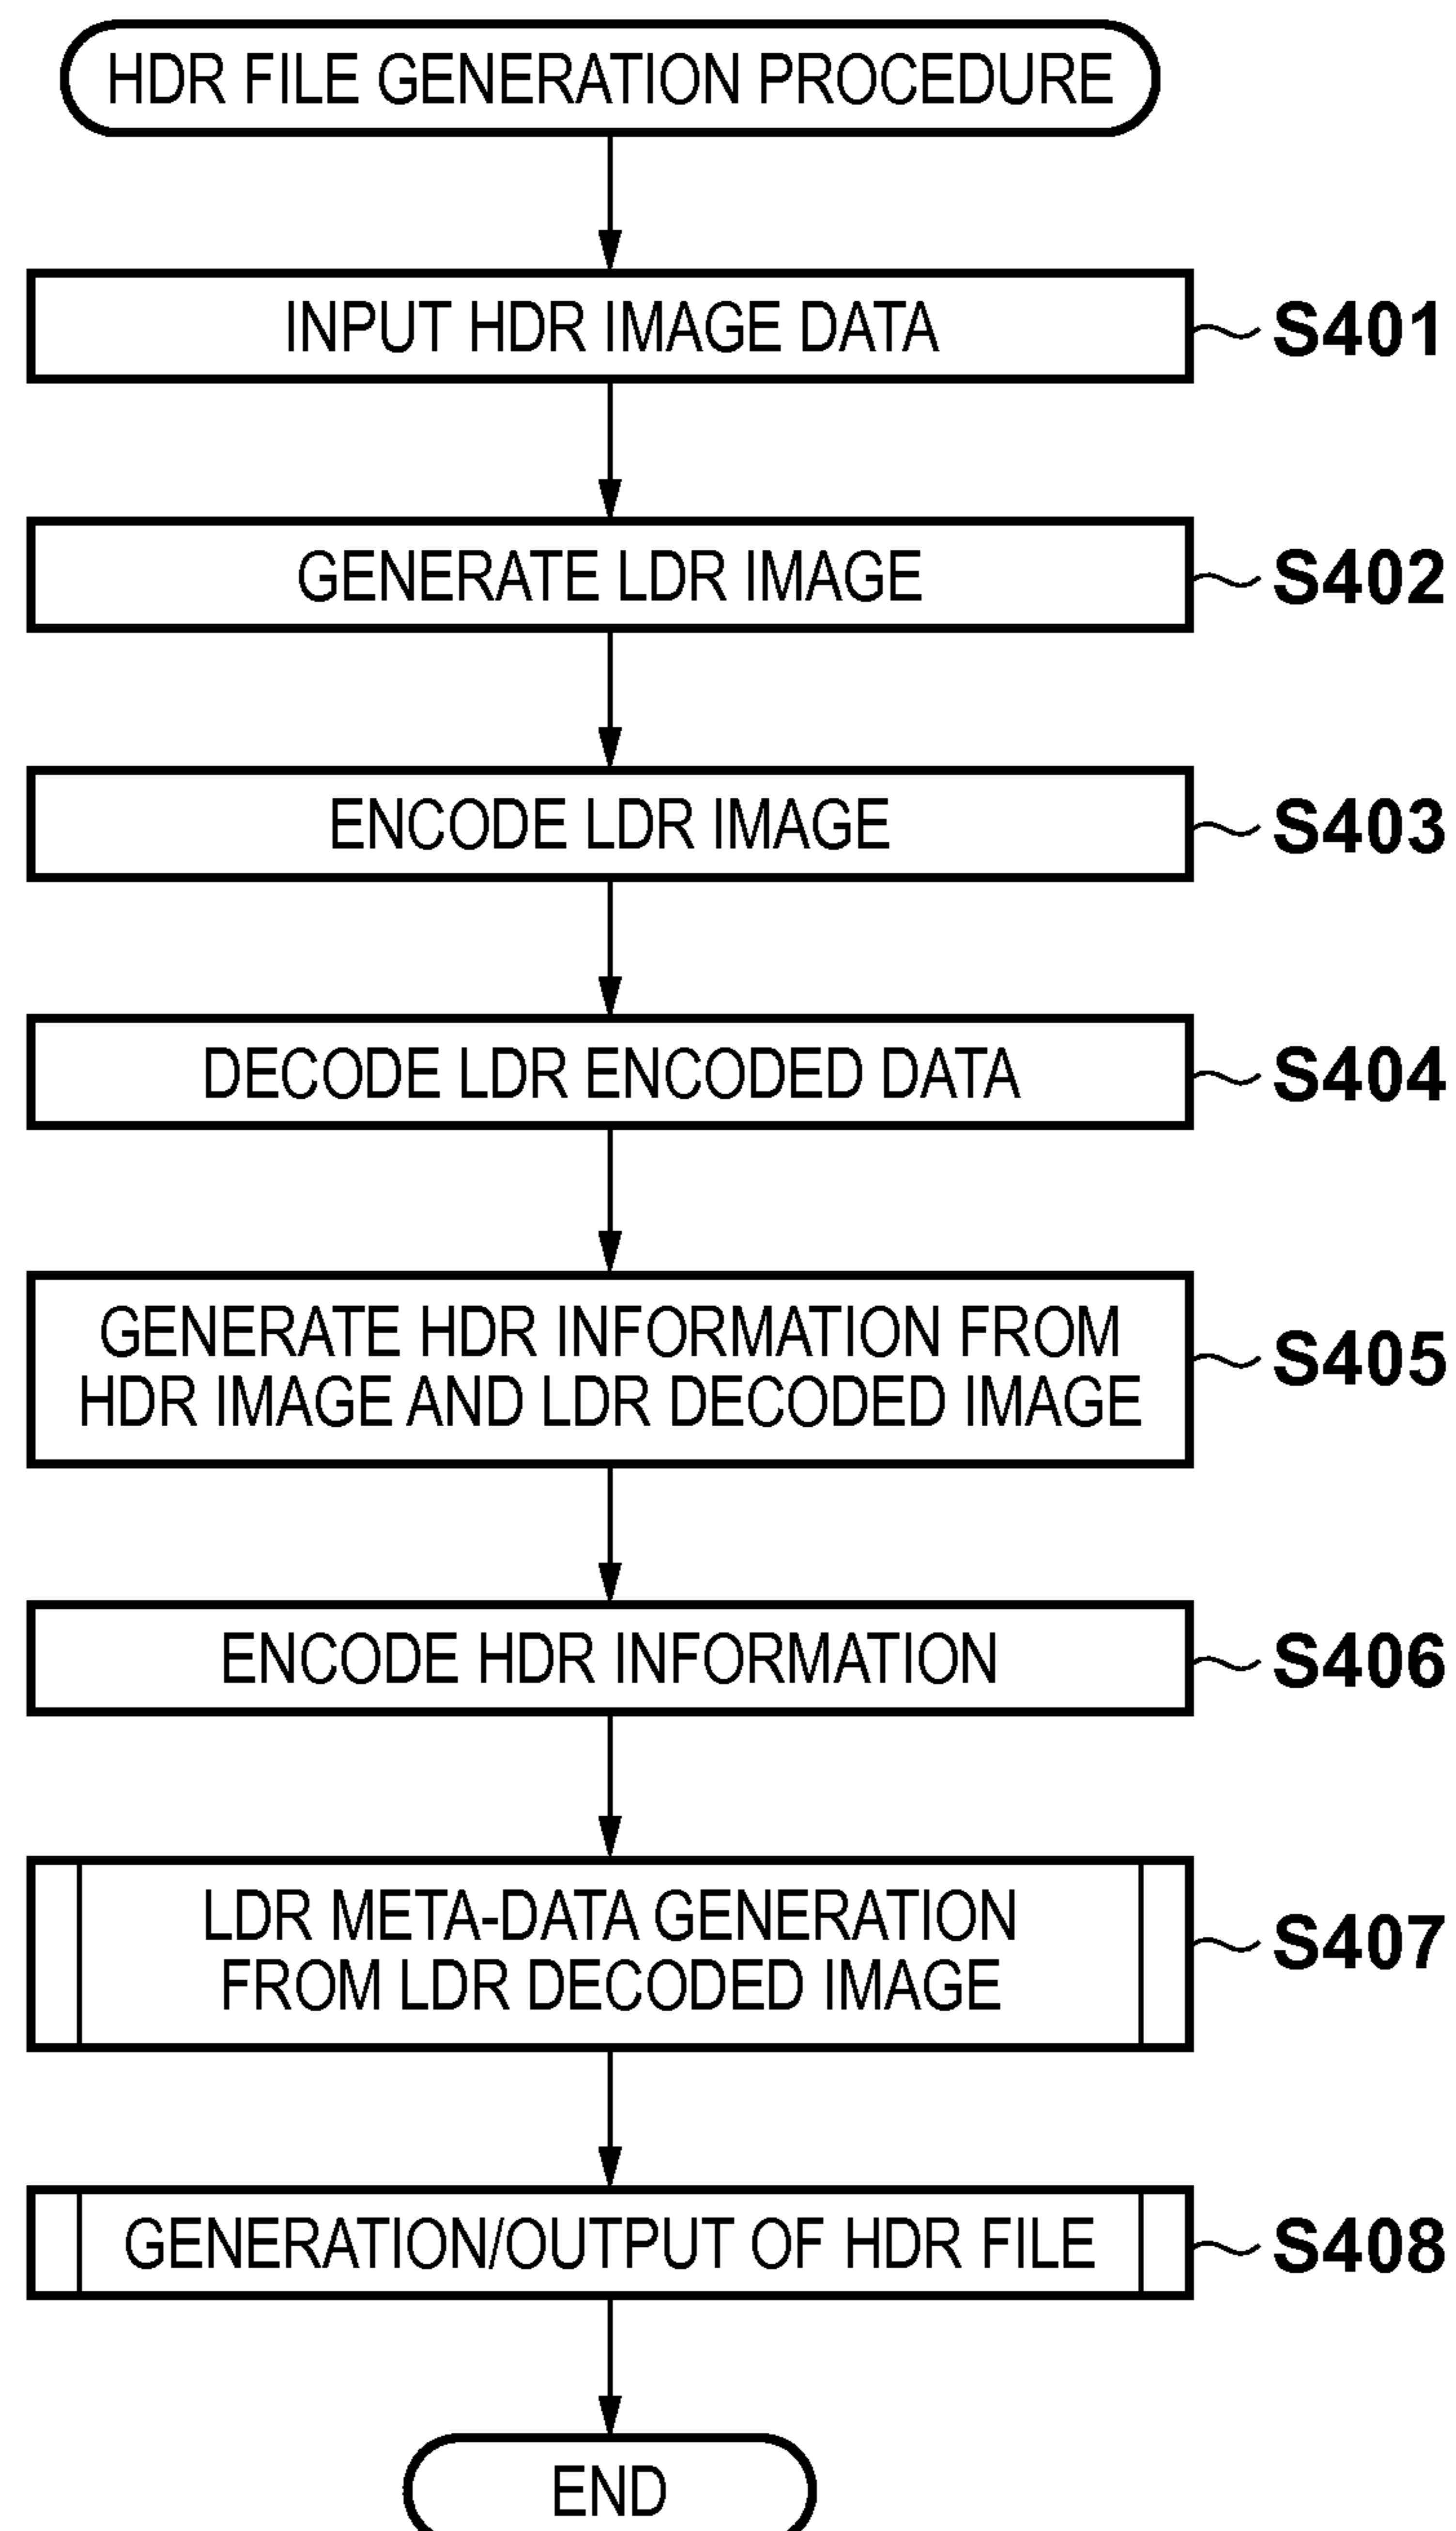 HDR FILE GENERATION PROCEDURE
INPUT HDR IMAGE DATA
S401
GENERATE LDR IMAGE
S402
ENCODE LDR IMAGE
S403
DECODE LDR ENCODED DATA
S404
GENERATE HDR INFORMATION FROM
HDR IMAGE AND LDR DECODED IMAGE
S405
ENCODE HDR INFORMATION
S406
LDR META-DATA GENERATION
FROM LDR DECODED IMAGE
S407
GENERATION/OUTPUT OF HDR FILE
S408
END